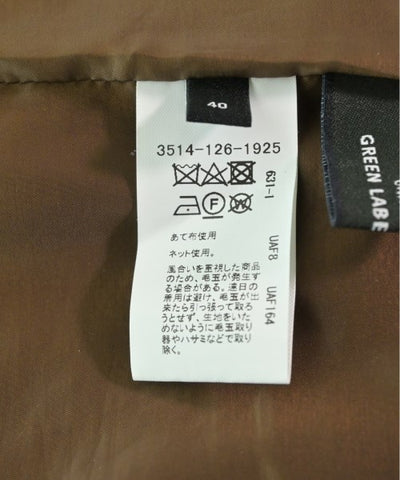 40
3514-126-1925
631-1
F W
UAF8 UAF164
あて布使用
ネット使用。
風合いを重視した商品
のため、毛玉が発生す
る場合がある。連日の
着用は避け、毛玉が出
来たら引っ張って取ろ
うとせず、生地をいた
めないように毛玉取り
器やハサミなどで取り
除く。
GREEN LABE